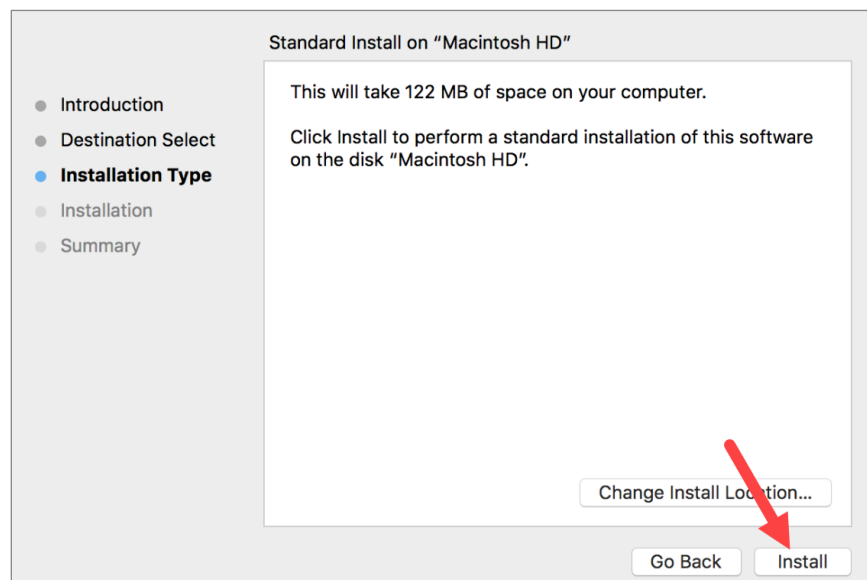 Standard Install on “Macintosh HD”
Introduction
Destination Select
Installation Type
Installation
Summary
This will take 122 MB of space on your computer.
Click Install to perform a standard installation of this software
on the disk “Macintosh HD”.
Change Install Location...
Go Back
Install